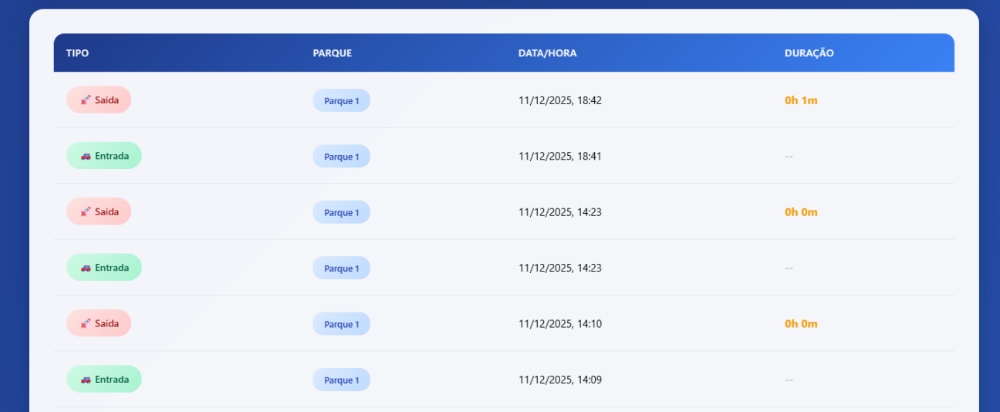 TIPO PARQUE DATA/HORA DURAÇÃO
Saída Parque 1 11/12/2025, 18:42 0h 1m
Entrada Parque 1 11/12/2025, 18:41 --
Saída Parque 1 11/12/2025, 14:23 0h 0m
Entrada Parque 1 11/12/2025, 14:23 --
Saída Parque 1 11/12/2025, 14:10 0h 0m
Entrada Parque 1 11/12/2025, 14:09 --